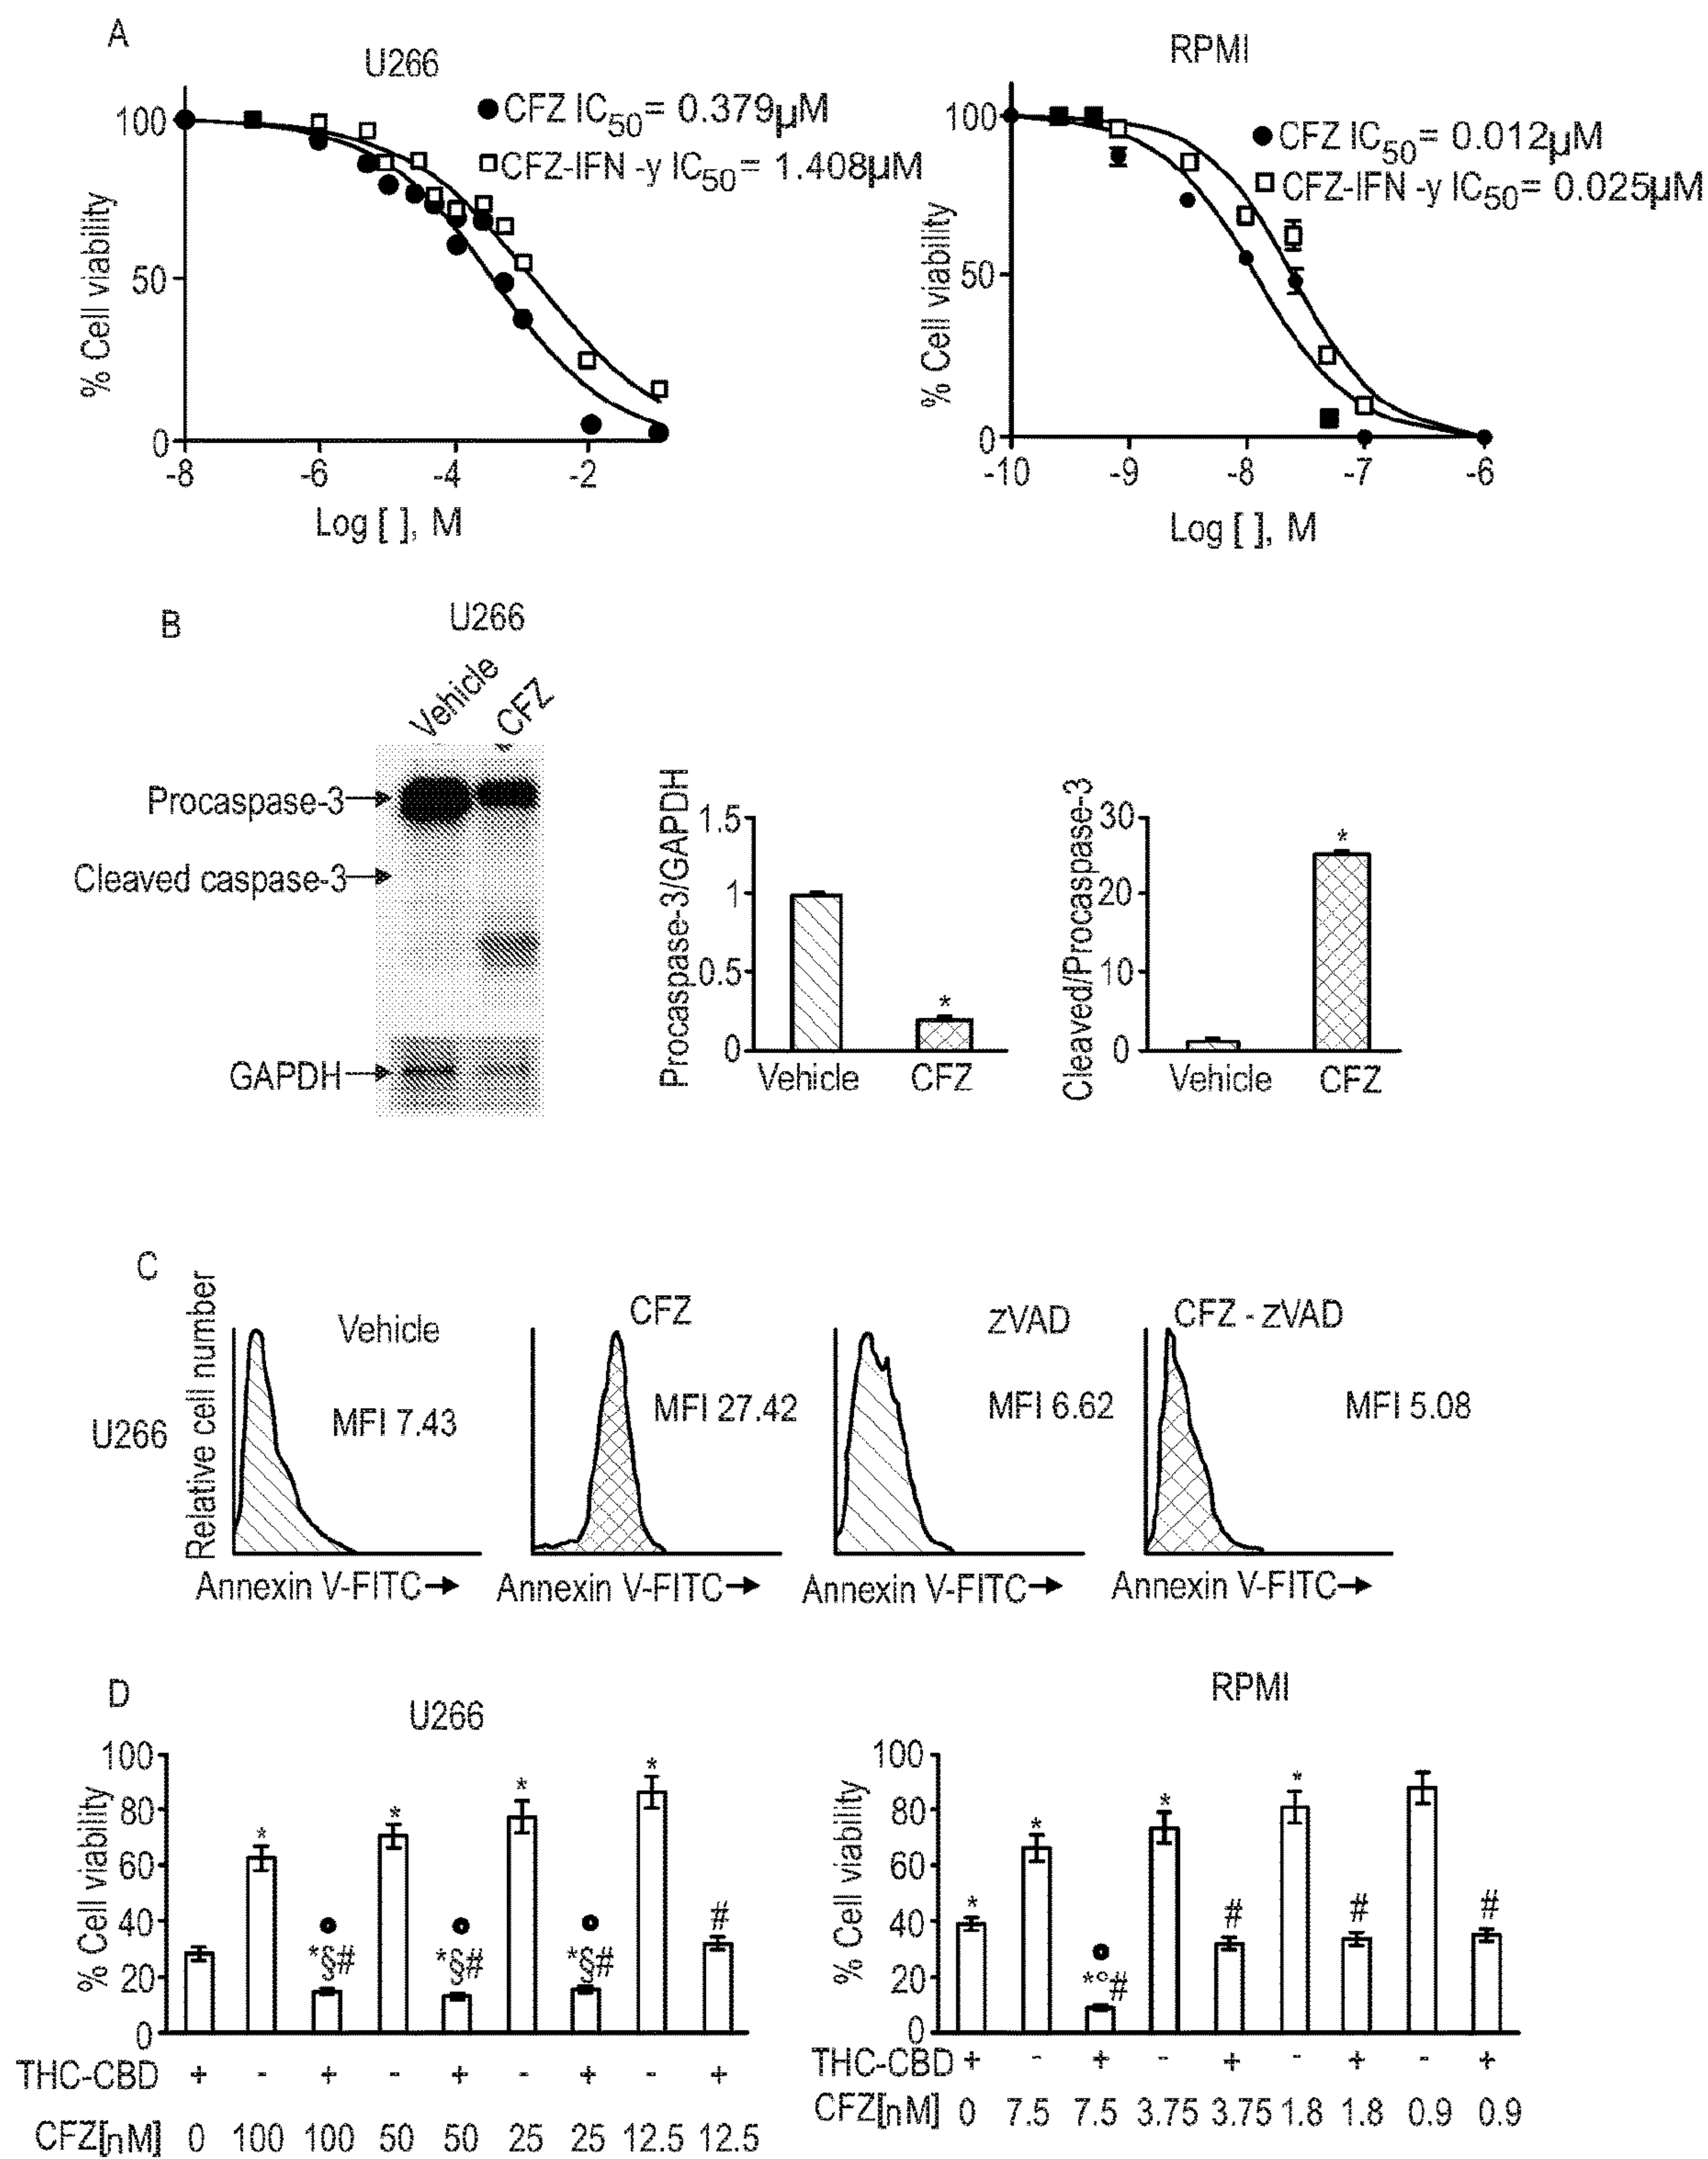 A
U266
RPMI
● CFZ IC50= 0.379µM
□ CFZ-IFN -y IC50= 1.408µM
● CFZ IC50= 0.012µM
□ CFZ-IFN -y IC50= 0.025µM
% Cell viability
100
50
0
-8 -6 -4 -2
Log [ ], M
% Cell viability
100
50
0
-10 -9 -8 -7 -6
Log [ ], M
B
U266
Vehicle CFZ
Procaspase-3
Cleaved caspase-3
GAPDH
Procaspase-3/GAPDH
1.5
1
0.5
0
*
Vehicle CFZ
Cleaved/Procaspase-3
30
20
10
0
*
Vehicle CFZ
C
U266
Relative cell number
Vehicle
MFI 7.43
Annexin V-FITC→
CFZ
MFI 27.42
Annexin V-FITC→
zVAD
MFI 6.62
Annexin V-FITC→
CFZ - zVAD
MFI 5.08
Annexin V-FITC→
D
U266
% Cell viability
100
80
60
40
20
0
* * * *
#
*§# *§# *§#
THC-CBD + - + - + - + - +
CFZ[nM] 0 100 100 50 50 25 25 12.5 12.5
RPMI
% Cell viability
100
80
60
40
20
0
* * * *
# # #
*°#
THC-CBD + - + - + - + - +
CFZ[nM] 0 7.5 7.5 3.75 3.75 1.8 1.8 0.9 0.9